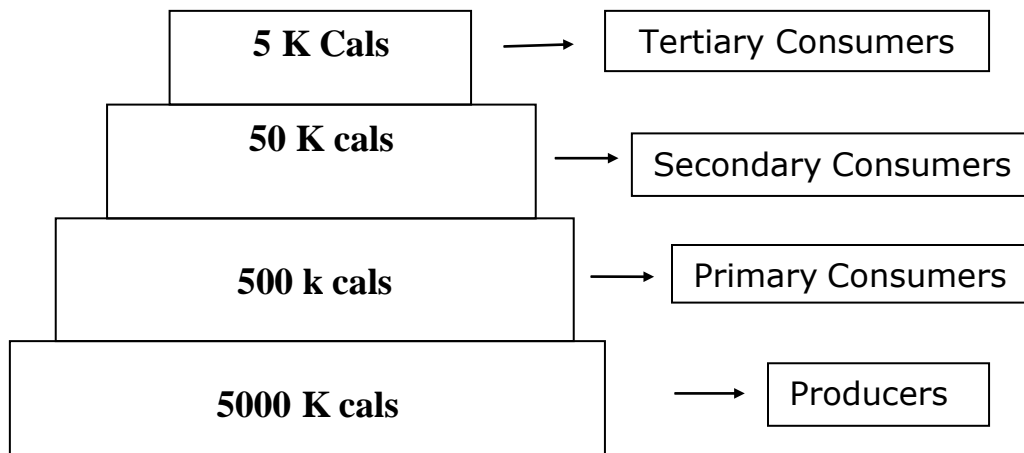 5 K Cals
Tertiary Consumers
50 K cals
Secondary Consumers
500 k cals
Primary Consumers
5000 K cals
Producers